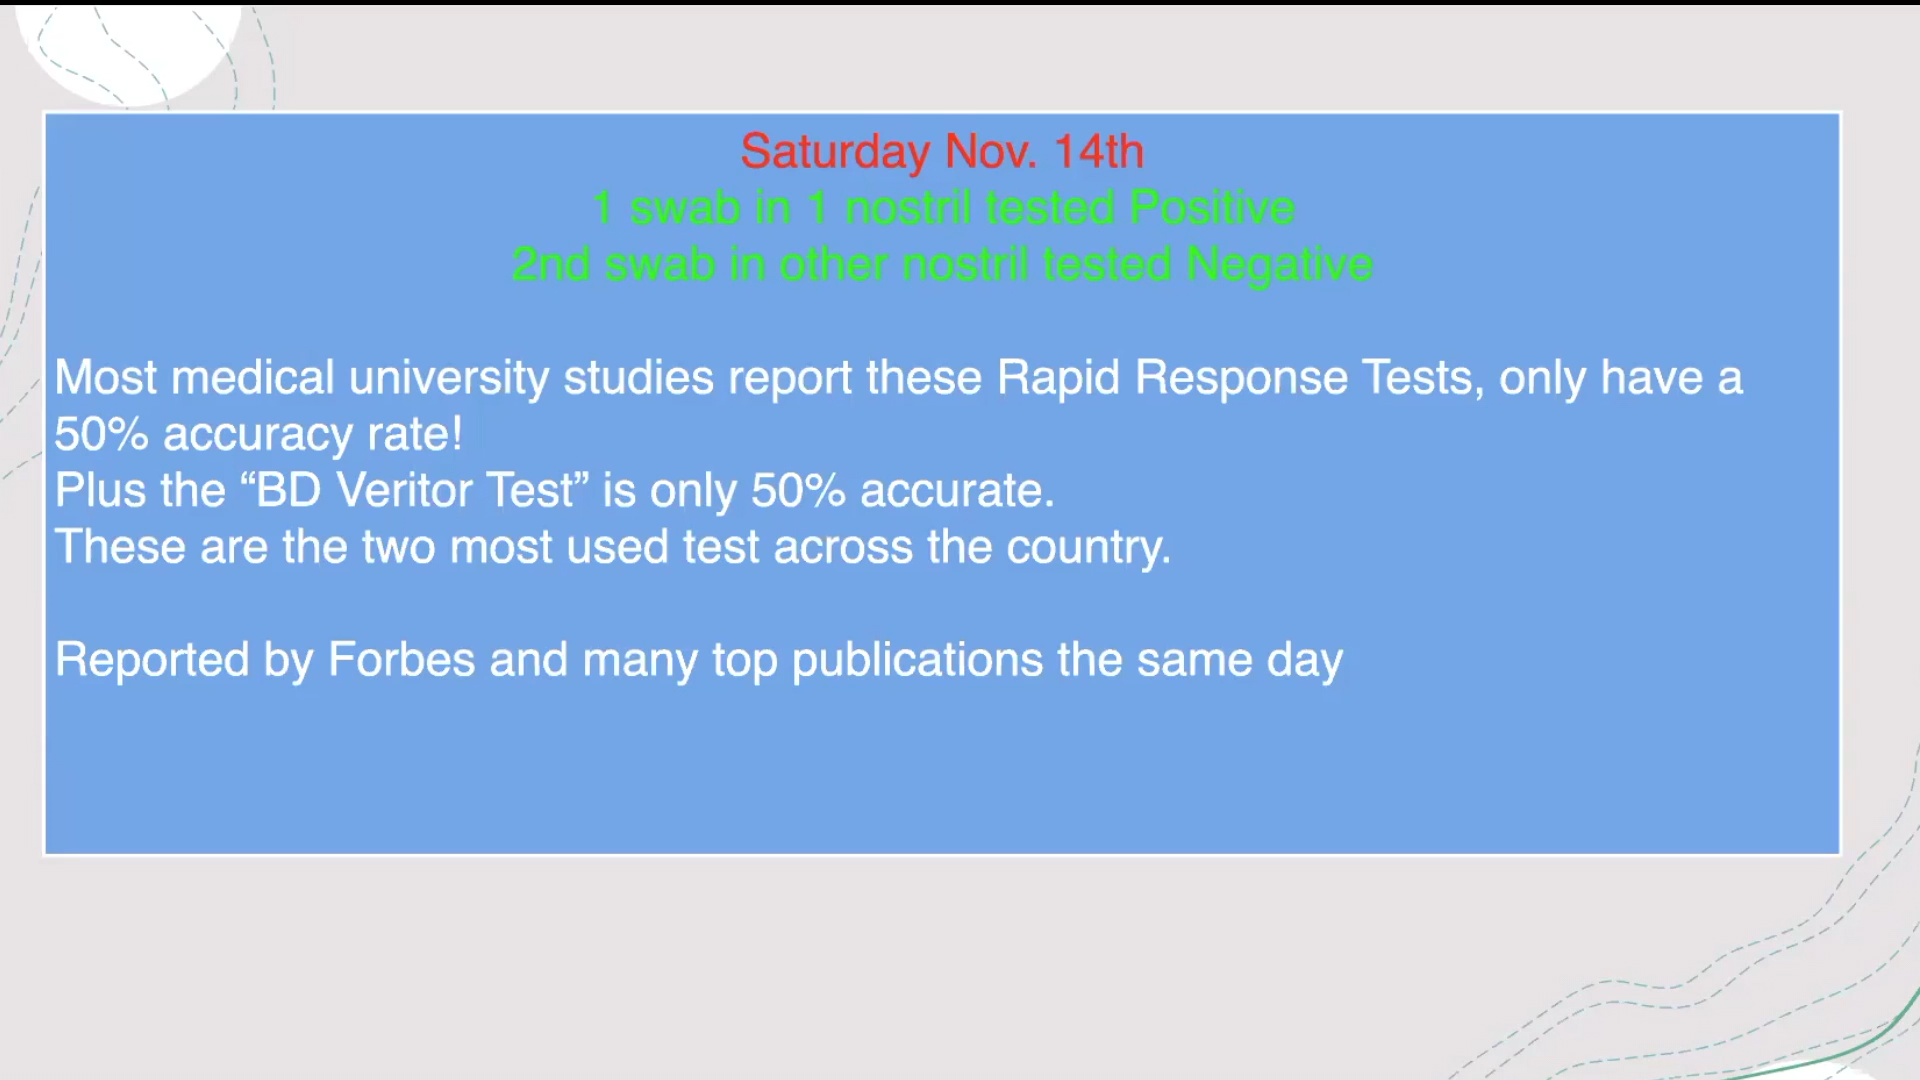 Saturday Nov. 14th
1 swab in 1 nostril tested Positive
2nd swab in other nostril tested Negative
Most medical university studies report these Rapid Response Tests, only have a
50% accuracy rate!
Plus the “BD Veritor Test” is only 50% accurate.
These are the two most used test across the country.
Reported by Forbes and many top publications the same day